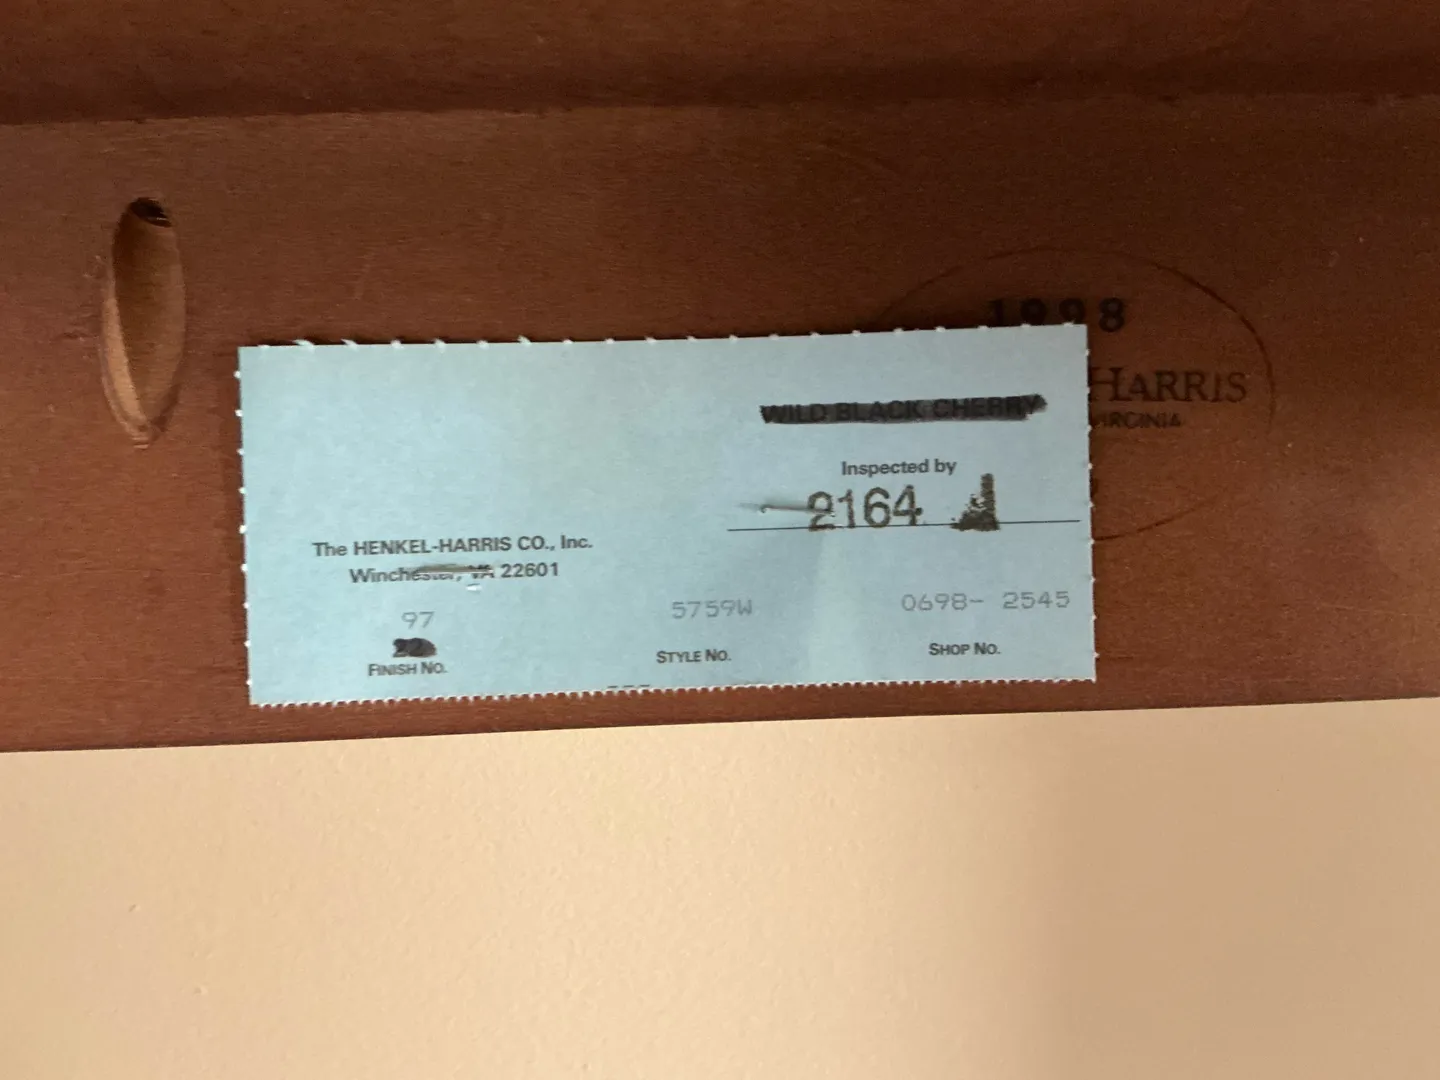 1998
HARRIS
VIRGINIA
WILD BLACK CHERRY
Inspected by
2164
The HENKEL-HARRIS CO., Inc.
Winchester, VA 22601
97
5759W
0698- 2545
FINISH NO.
STYLE NO.
SHOP NO.